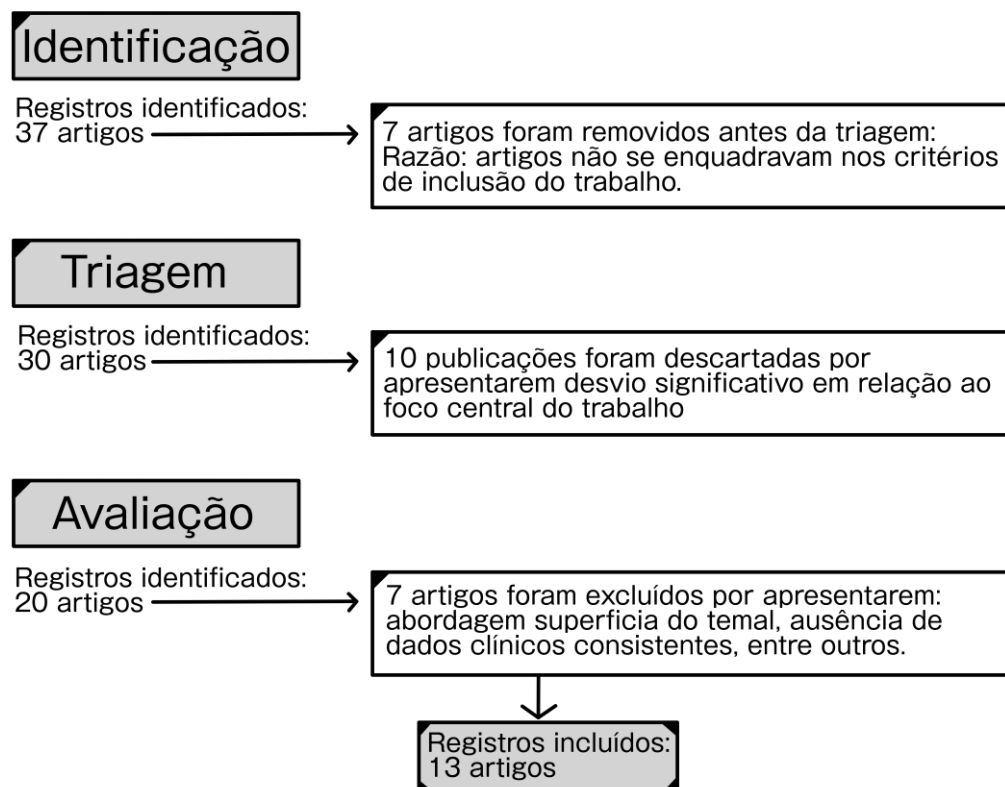 Identificação
Registros identificados:
37 artigos
7 artigos foram removidos antes da triagem:
Razão: artigos não se enquadravam nos critérios
de inclusão do trabalho.
Triagem
Registros identificados:
30 artigos
10 publicações foram descartadas por
apresentarem desvio significativo em relação ao
foco central do trabalho
Avaliação
Registros identificados:
20 artigos
7 artigos foram excluídos por apresentarem:
abordagem superficia do temal, ausência de
dados clínicos consistentes, entre outros.
Registros incluídos:
13 artigos